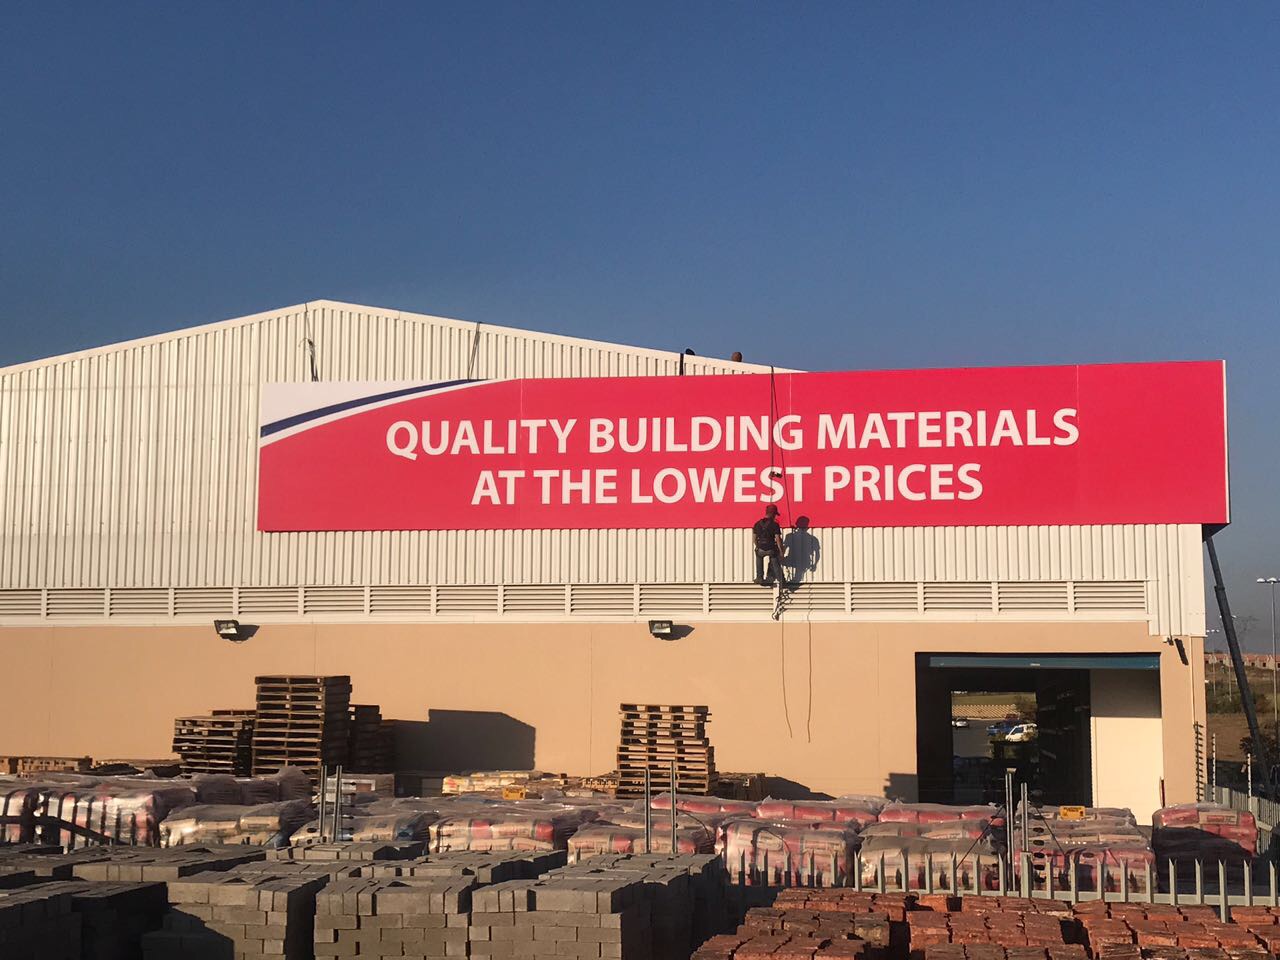 QUALITY BUILDING MATERIALS
AT THE LOWEST PRICES